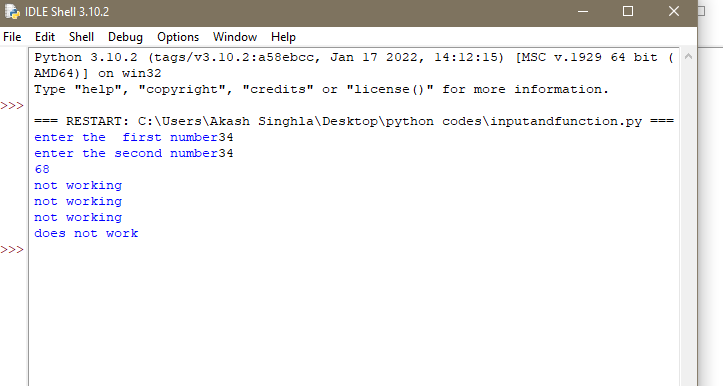 IDLE Shell 3.10.2
File Edit Shell Debug Options Window Help
Python 3.10.2 (tags/v3.10.2:a58ebcc, Jan 17 2022, 14:12:15) [MSC v.1929 64 bit (
AMD64)] on win32
Type "help", "copyright", "credits" or "license()" for more information.
>>>
=== RESTART: C:\Users\Akash Singhla\Desktop\python codes\inputandfunction.py ===
enter the  first number34
enter the second number34
68
not working
not working
not working
does not work
>>>